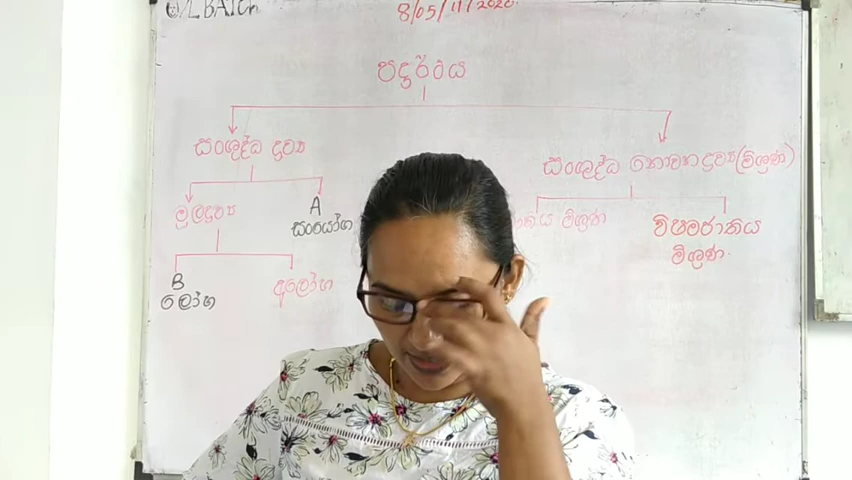 O/L BATCH
8/05/11/2020
පදාර්ථය
සංශුද්ධ ද්‍රව්‍ය
සංශුද්ධ නොවන ද්‍රව්‍ය(මිශ්‍රණ)
මූලද්‍රව්‍ය
A
සංයෝග
මිශ්‍රණ
විෂමජාතිය
මිශ්‍රණ.
B
ලෝහ
අලෝහ